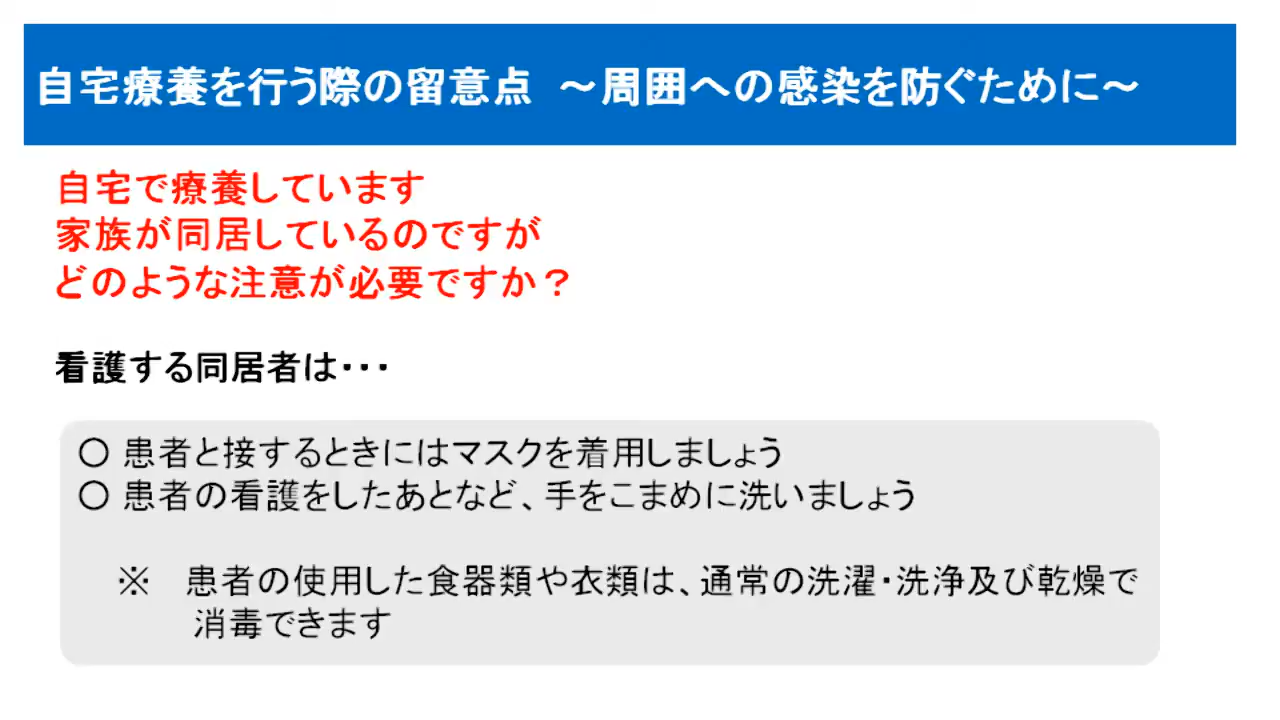 自宅療養を行う際の留意点 ～周囲への感染を防ぐために～
自宅で療養しています
家族が同居しているのですが
どのような注意が必要ですか？
看護する同居者は･･･
○ 患者と接するときにはマスクを着用しましょう
○ 患者の看護をしたあとなど、手をこまめに洗いましょう
※ 患者の使用した食器類や衣類は、通常の洗濯・洗浄及び乾燥で
消毒できます